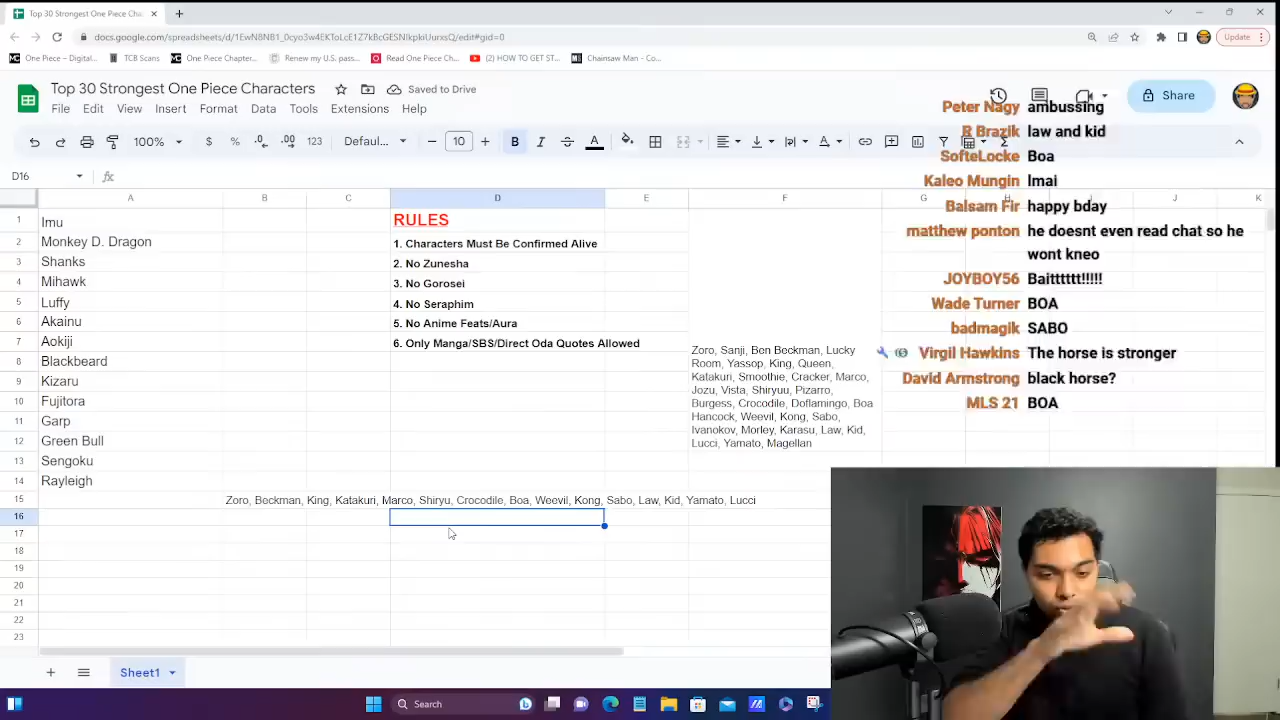 Top 30 Strongest One Piece Characters
docs.google.com/spreadsheets/d/1EwN8NB1_0cyo3w4EKToLcE1Z7kBcGESNIkpkiUurxsQ/edit#gid=0
Update
One Piece – Digital...
TCB Scans
One Piece Chapter...
Renew my U.S. pass...
Read One Piece Ch...
(2) HOW TO GET ST...
Chainsaw Man - Co...
Top 30 Strongest One Piece Characters
Saved to Drive
File Edit View Insert Format Data Tools Extensions Help
Share
100%
$ % .0 .00 123
Defaul...
10
B I A
D16
fx
A B C D E F G H I J K
1 Imu
RULES
2 Monkey D. Dragon
1. Characters Must Be Confirmed Alive
3 Shanks
2. No Zunesha
4 Mihawk
3. No Gorosei
5 Luffy
4. No Seraphim
6 Akainu
5. No Anime Feats/Aura
7 Aokiji
6. Only Manga/SBS/Direct Oda Quotes Allowed
8 Blackbeard
9 Kizaru
10 Fujitora
11 Garp
12 Green Bull
13 Sengoku
14 Rayleigh
15
Zoro, Beckman, King, Katakuri, Marco, Shiryu, Crocodile, Boa, Weevil, Kong, Sabo, Law, Kid, Yamato, Lucci
16
17
18
19
20
21
22
23
Zoro, Sanji, Ben Beckman, Lucky
Room, Yassop, King, Queen,
Katakuri, Smoothie, Cracker, Marco,
Jozu, Vista, Shiryuu, Pizarro,
Burgess, Crocodile, Doflamingo, Boa
Hancock, Weevil, Kong, Sabo,
Ivanokov, Morley, Karasu, Law, Kid,
Lucci, Yamato, Magellan
Peter Nagy ambussing
R Brazik law and kid
SofteLocke Boa
Kaleo Mungin lmai
Balsam Fir happy bday
matthew ponton he doesnt even read chat so he
wont kneo
JOYBOY56 Baitttttt!!!!!
Wade Turner BOA
badmagik SABO
Virgil Hawkins The horse is stronger
David Armstrong black horse?
MLS 21 BOA
Sheet1
Search